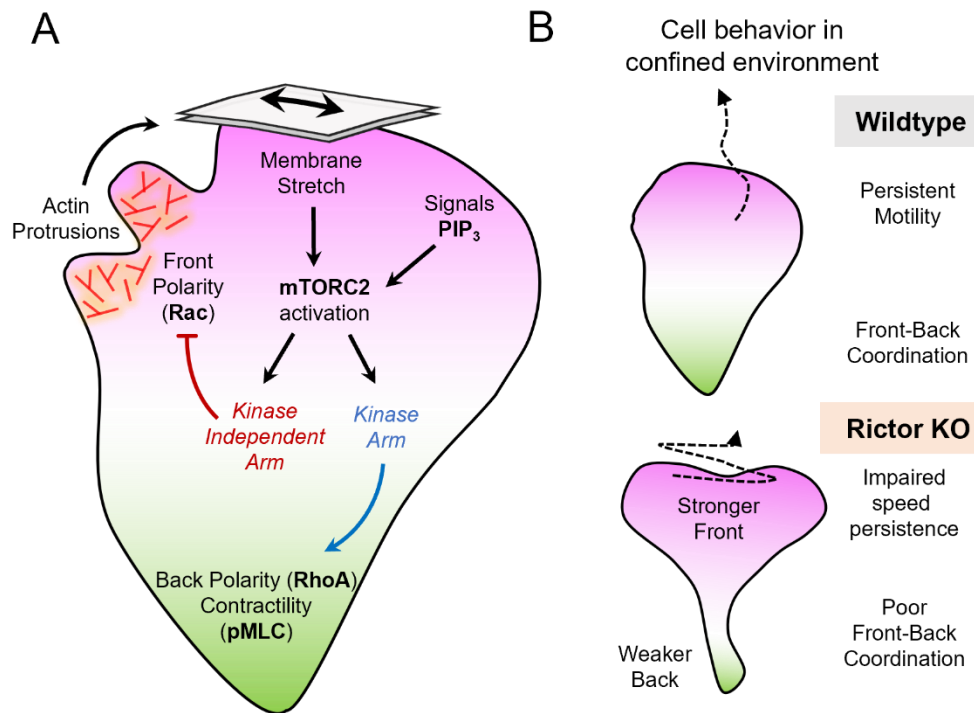 A
Actin
Protrusions
Membrane
Stretch
Signals
PIP₃
Front
Polarity
(Rac)
mTORC2
activation
Kinase
Independent
Arm
Kinase
Arm
Back Polarity (RhoA)
Contractility
(pMLC)
B
Cell behavior in
confined environment
Wildtype
Persistent
Motility
Front-Back
Coordination
Rictor KO
Stronger
Front
Impaired
speed
persistence
Weaker
Back
Poor
Front-Back
Coordination